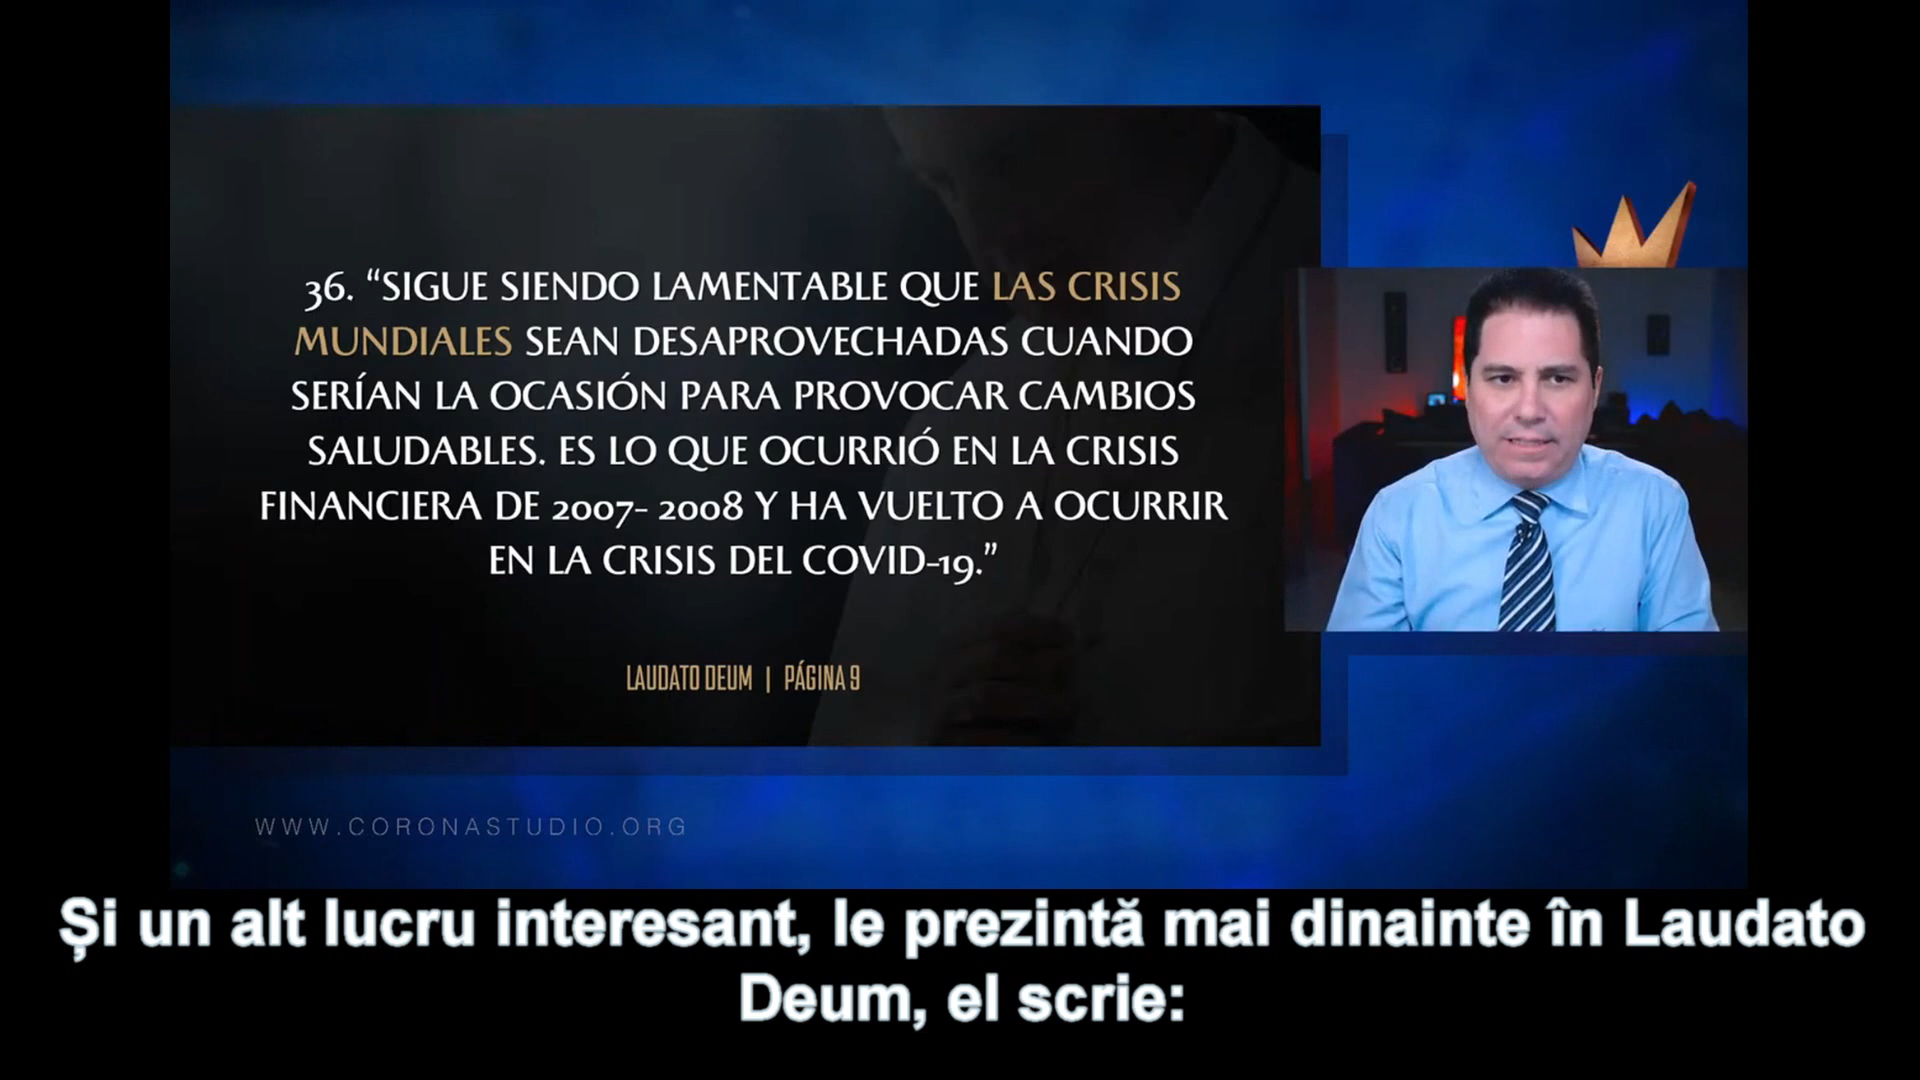 36. “SIGUE SIENDO LAMENTABLE QUE LAS CRISIS
MUNDIALES SEAN DESAPROVECHADAS CUANDO
SERÍAN LA OCASIÓN PARA PROVOCAR CAMBIOS
SALUDABLES. ES LO QUE OCURRIÓ EN LA CRISIS
FINANCIERA DE 2007- 2008 Y HA VUELTO A OCURRIR
EN LA CRISIS DEL COVID-19.”
LAUDATO DEUM | PÁGINA 9
WWW.CORONASTUDIO.ORG
Și un alt lucru interesant, le prezintă mai dinainte în Laudato
Deum, el scrie: